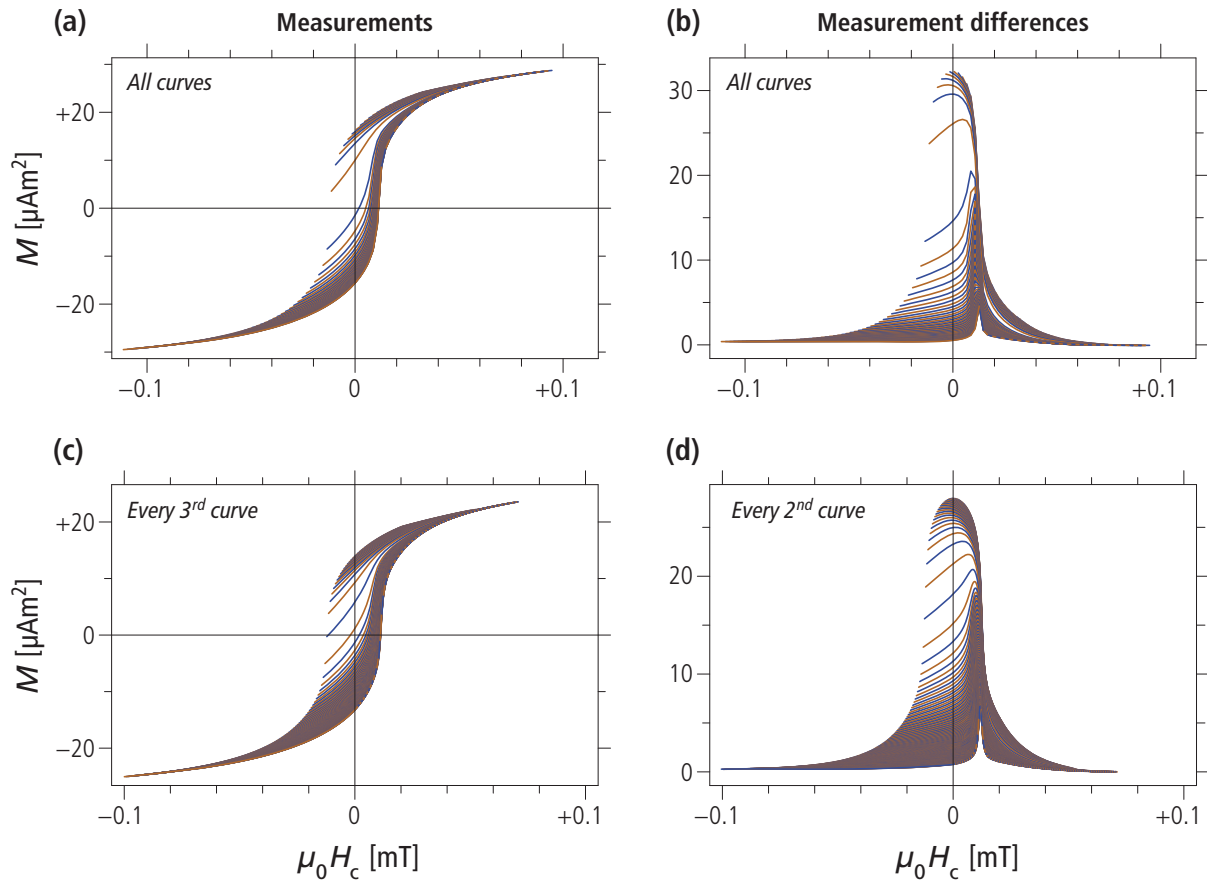 (a) Measurements
(b) Measurement differences
All curves
+20
0
−20
M [µAm²]
−0.1 0 +0.1
All curves
30
20
10
0
−0.1 0 +0.1
(c)
(d)
Every 3rd curve
+20
0
−20
M [µAm²]
−0.1 0 +0.1
µ₀Hc [mT]
Every 2nd curve
20
10
0
−0.1 0 +0.1
µ₀Hc [mT]